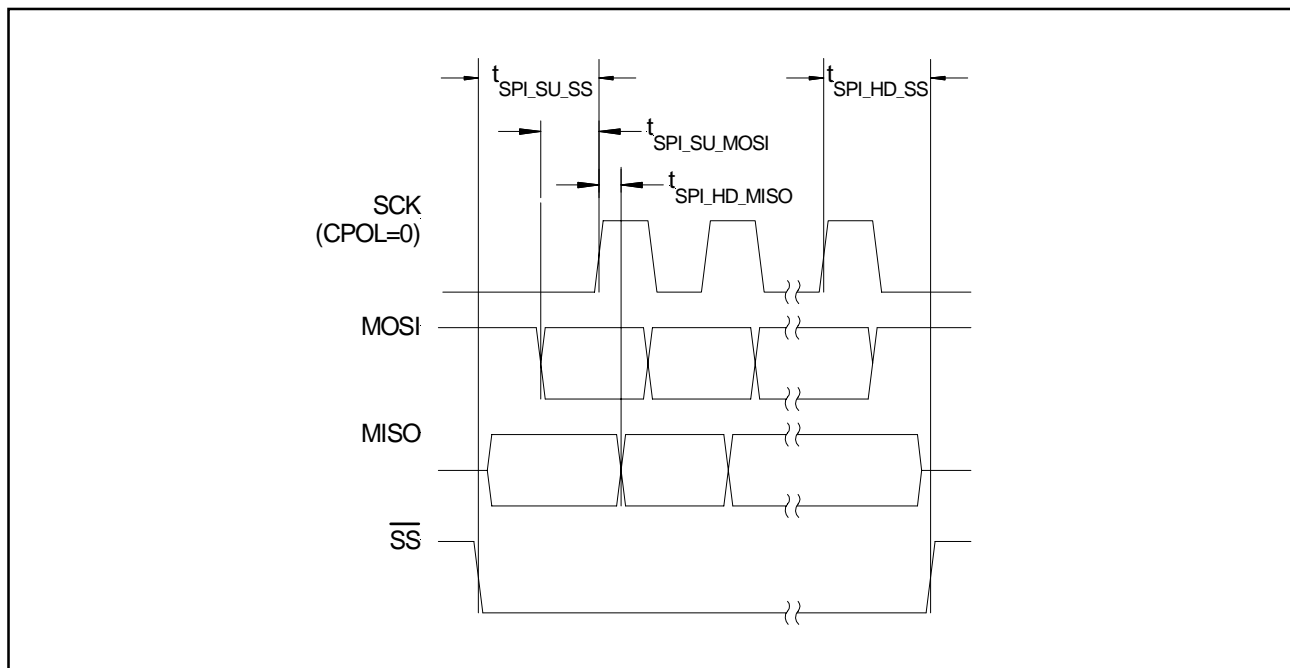 tSPI_SU_SS
tSPI_HD_SS
tSPI_SU_MOSI
tSPI_HD_MISO
SCK
(CPOL=0)
MOSI
MISO
SS